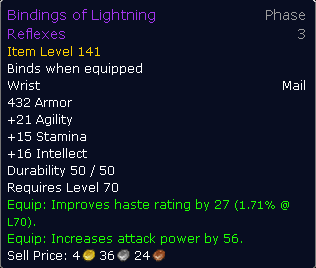 Bindings of Lightning Phase
Reflexes 3
Item Level 141
Binds when equipped
Wrist Mail
432 Armor
+21 Agility
+15 Stamina
+16 Intellect
Durability 50 / 50
Requires Level 70
Equip: Improves haste rating by 27 (1.71% @
L70).
Equip: Increases attack power by 56.
Sell Price: 4 36 24